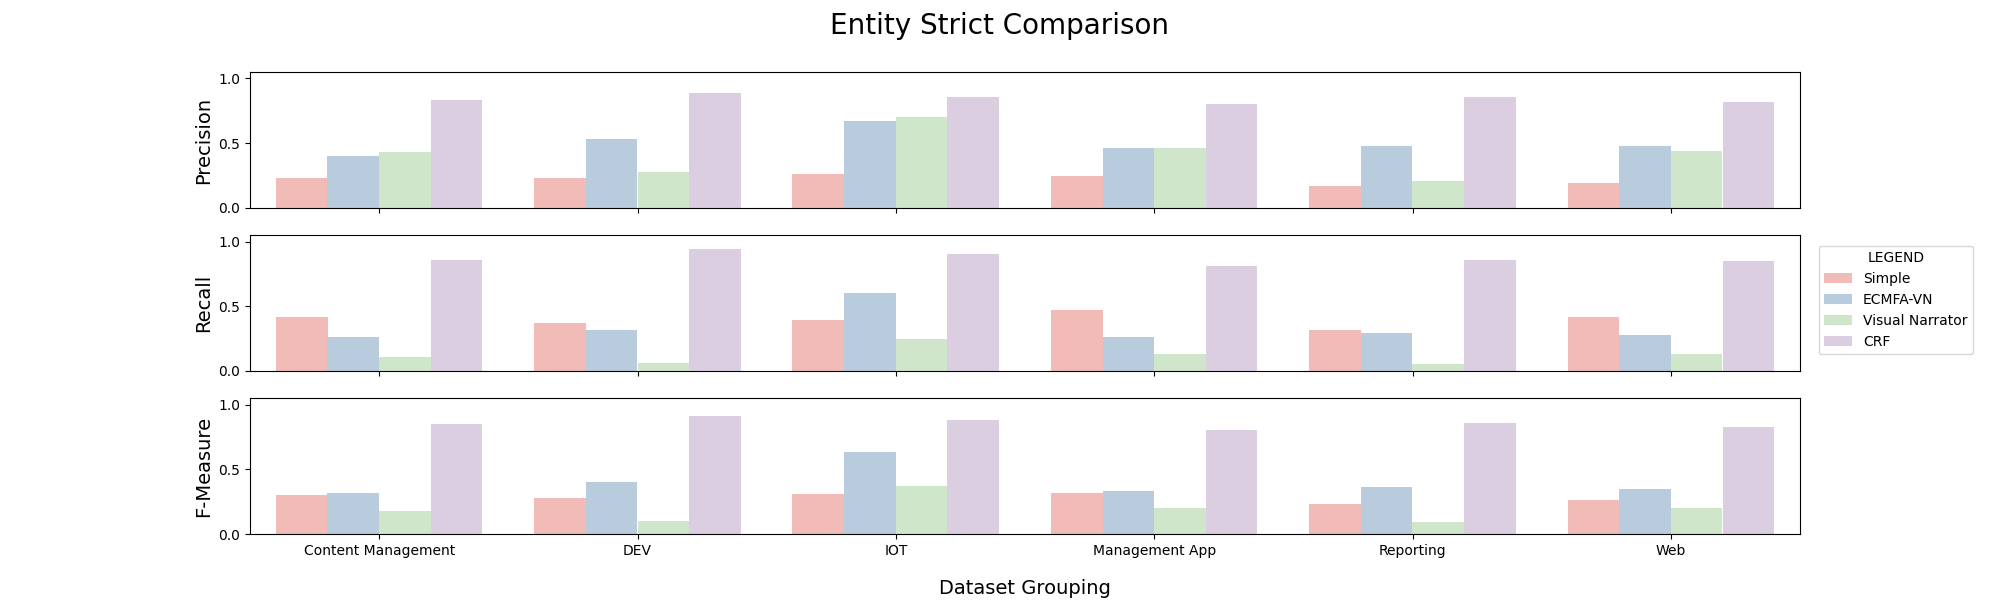 Entity Strict Comparison
Precision
1.0
0.5
0.0
Recall
1.0
0.5
0.0
F-Measure
1.0
0.5
0.0
Content Management
DEV
IOT
Management App
Reporting
Web
Dataset Grouping
LEGEND
Simple
ECMFA-VN
Visual Narrator
CRF